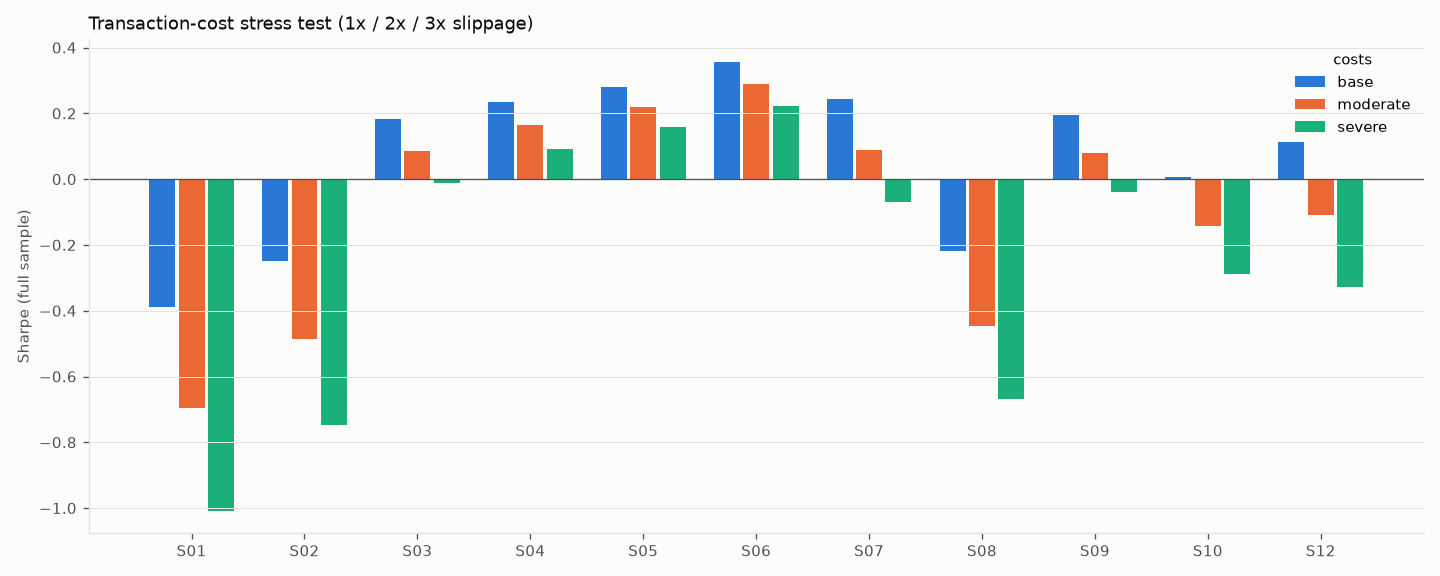 Transaction-cost stress test (1x / 2x / 3x slippage)
costs
base
moderate
severe
Sharpe (full sample)
0.4
0.2
0.0
−0.2
−0.4
−0.6
−0.8
−1.0
S01 S02 S03 S04 S05 S06 S07 S08 S09 S10 S12